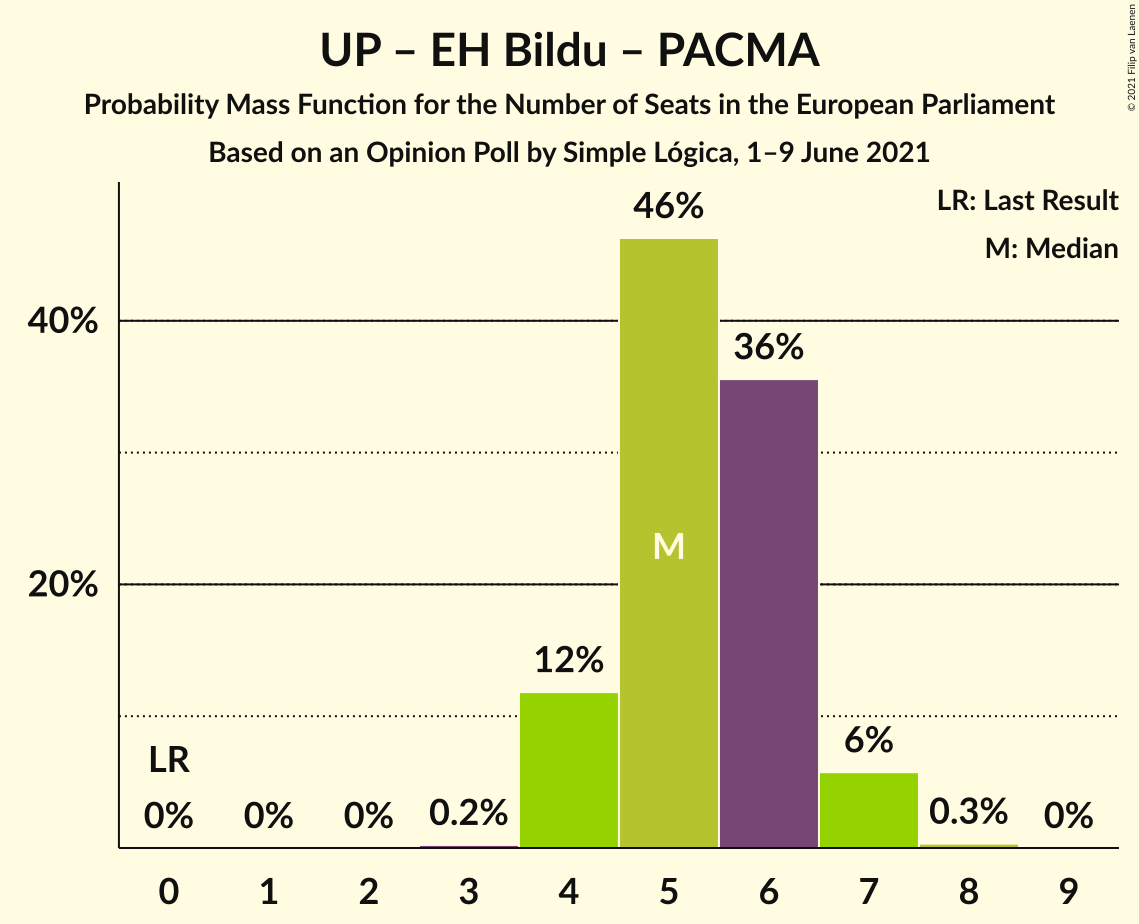 UP – EH Bildu – PACMA
Probability Mass Function for the Number of Seats in the European Parliament
Based on an Opinion Poll by Simple Lógica, 1–9 June 2021
© 2021 Filip van Laenen
LR: Last Result
M: Median
40%
20%
46%
36%
M
12%
6%
LR
0%
0%
0%
0.2%
0.3%
0%
0 1 2 3 4 5 6 7 8 9